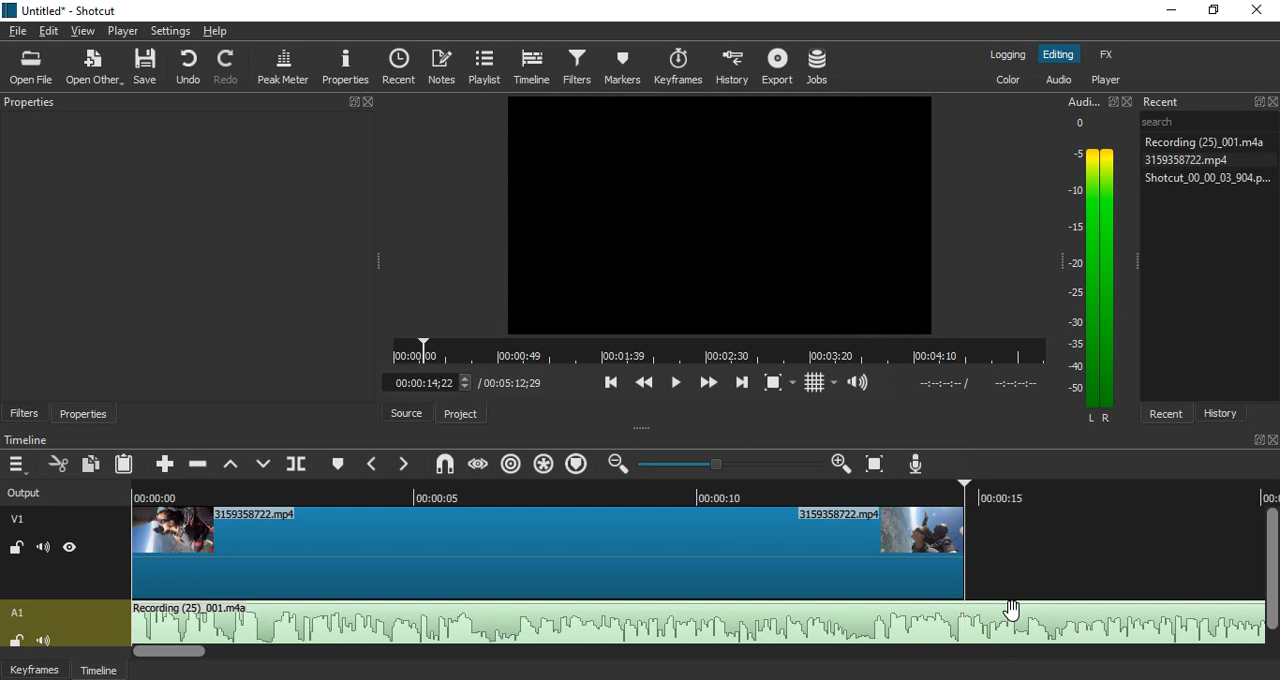 Untitled* - Shotcut
File Edit View Player Settings Help
Open File Open Other... Save Undo Redo Peak Meter Properties Recent Notes Playlist Timeline Filters Markers Keyframes History Export Jobs
Logging Editing FX
Color Audio Player
Properties
Audi...
0
-5
-10
-15
-20
-25
-30
-35
-40
-50
L R
Recent
search
Recording (25)_001.m4a
3159358722.mp4
Shotcut_00_00_03_904.p...
00:00:00 00:00:49 00:01:39 00:02:30 00:03:20 00:04:10
00:00:14;22 / 00:05:12;29 --:--:--:-- / --:--:--:--
Filters Properties
Source Project
Recent History
Timeline
Output 00:00:00 00:00:05 00:00:10 00:00:15
V1 3159358722.mp4 3159358722.mp4
A1 Recording (25)_001.m4a
Keyframes Timeline